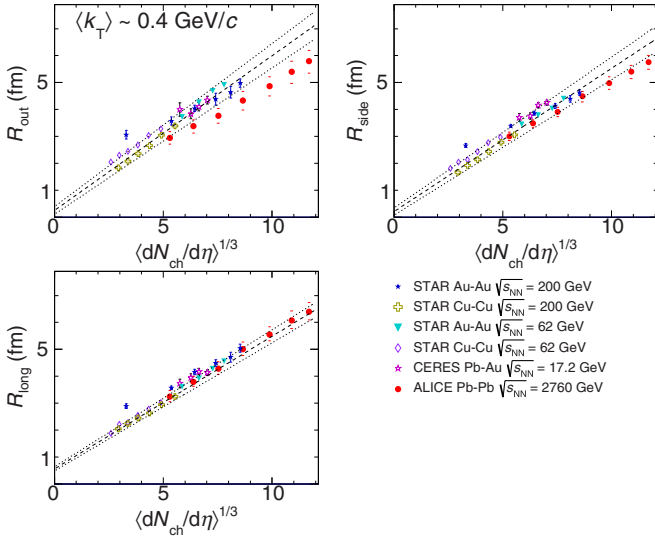 ⟨k_T⟩ ~ 0.4 GeV/c
R_out (fm)
5
1
0 5 10
⟨dN_ch/dη⟩^1/3
R_side (fm)
5
1
0 5 10
⟨dN_ch/dη⟩^1/3
R_long (fm)
5
1
0 5 10
⟨dN_ch/dη⟩^1/3
STAR Au-Au √s_NN = 200 GeV
STAR Cu-Cu √s_NN = 200 GeV
STAR Au-Au √s_NN = 62 GeV
STAR Cu-Cu √s_NN = 62 GeV
CERES Pb-Au √s_NN = 17.2 GeV
ALICE Pb-Pb √s_NN = 2760 GeV